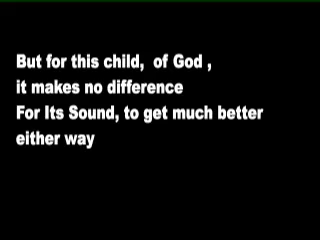 But for this child,  of God ,
it makes no difference
For Its Sound, to get much better
either way